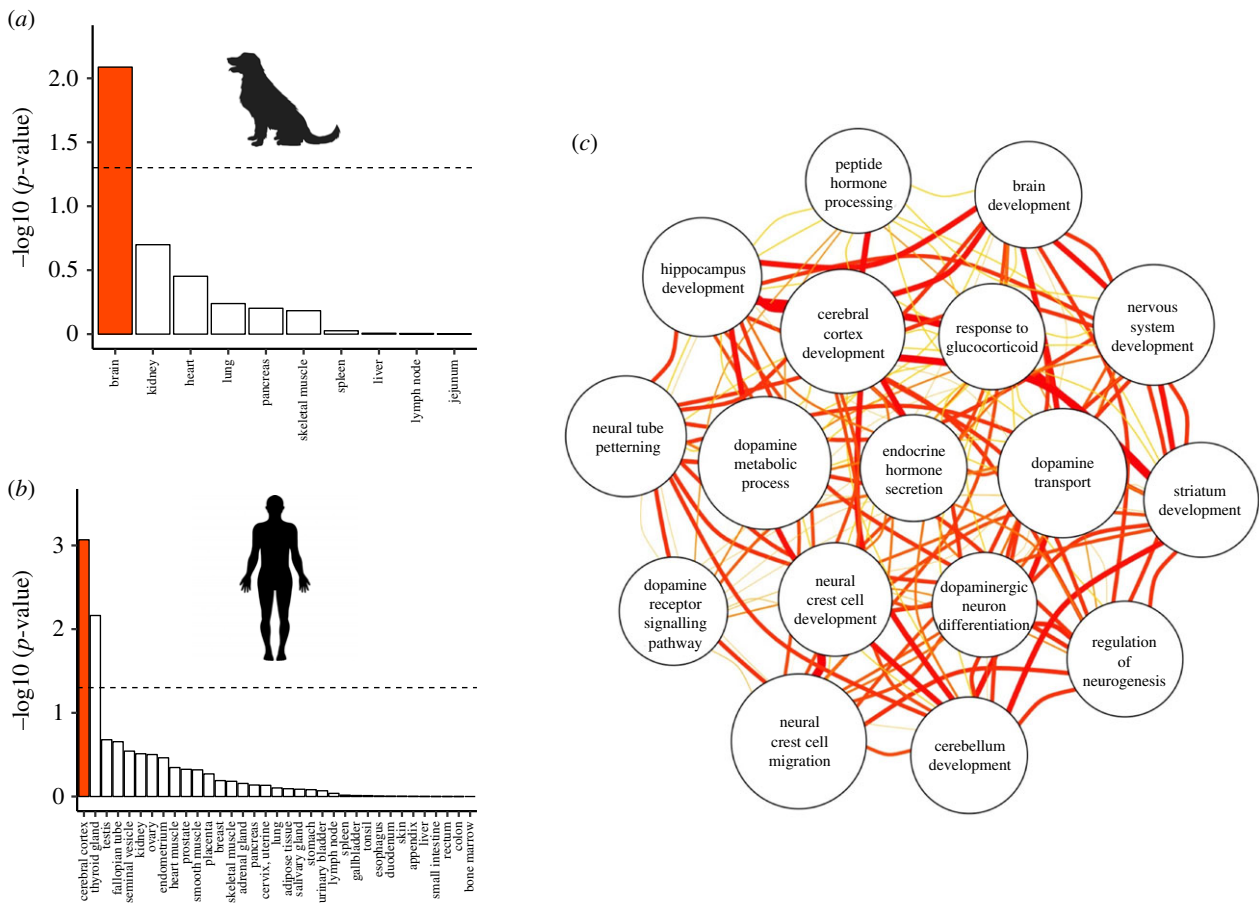 (a)
2.0
1.5
1.0
0.5
0
–log10 (p-value)
brain
kidney
heart
lung
pancreas
skeletal muscle
spleen
liver
lymph node
jejunum
(b)
3
2
1
0
–log10 (p-value)
cerebral cortex
thyroid gland
testis
fallopian tube
seminal vesicle
kidney
ovary
endometrium
heart muscle
prostate
smooth muscle
placenta
breast
skeletal muscle
adrenal gland
pancreas
cervix, uterine
lung
adipose tissue
salivary gland
stomach
urinary bladder
lymph node
spleen
gallbladder
tonsil
esophagus
duodenum
skin
appendix
liver
small intestine
rectum
colon
bone marrow
(c)
peptide
hormone
processing
brain
development
hippocampus
development
cerebral
cortex
development
response to
glucocorticoid
nervous
system
development
neural tube
petterning
dopamine
metabolic
process
endocrine
hormone
secretion
dopamine
transport
striatum
development
dopamine
receptor
signalling
pathway
neural
crest cell
development
dopaminergic
neuron
differentiation
regulation
of
neurogenesis
neural
crest cell
migration
cerebellum
development